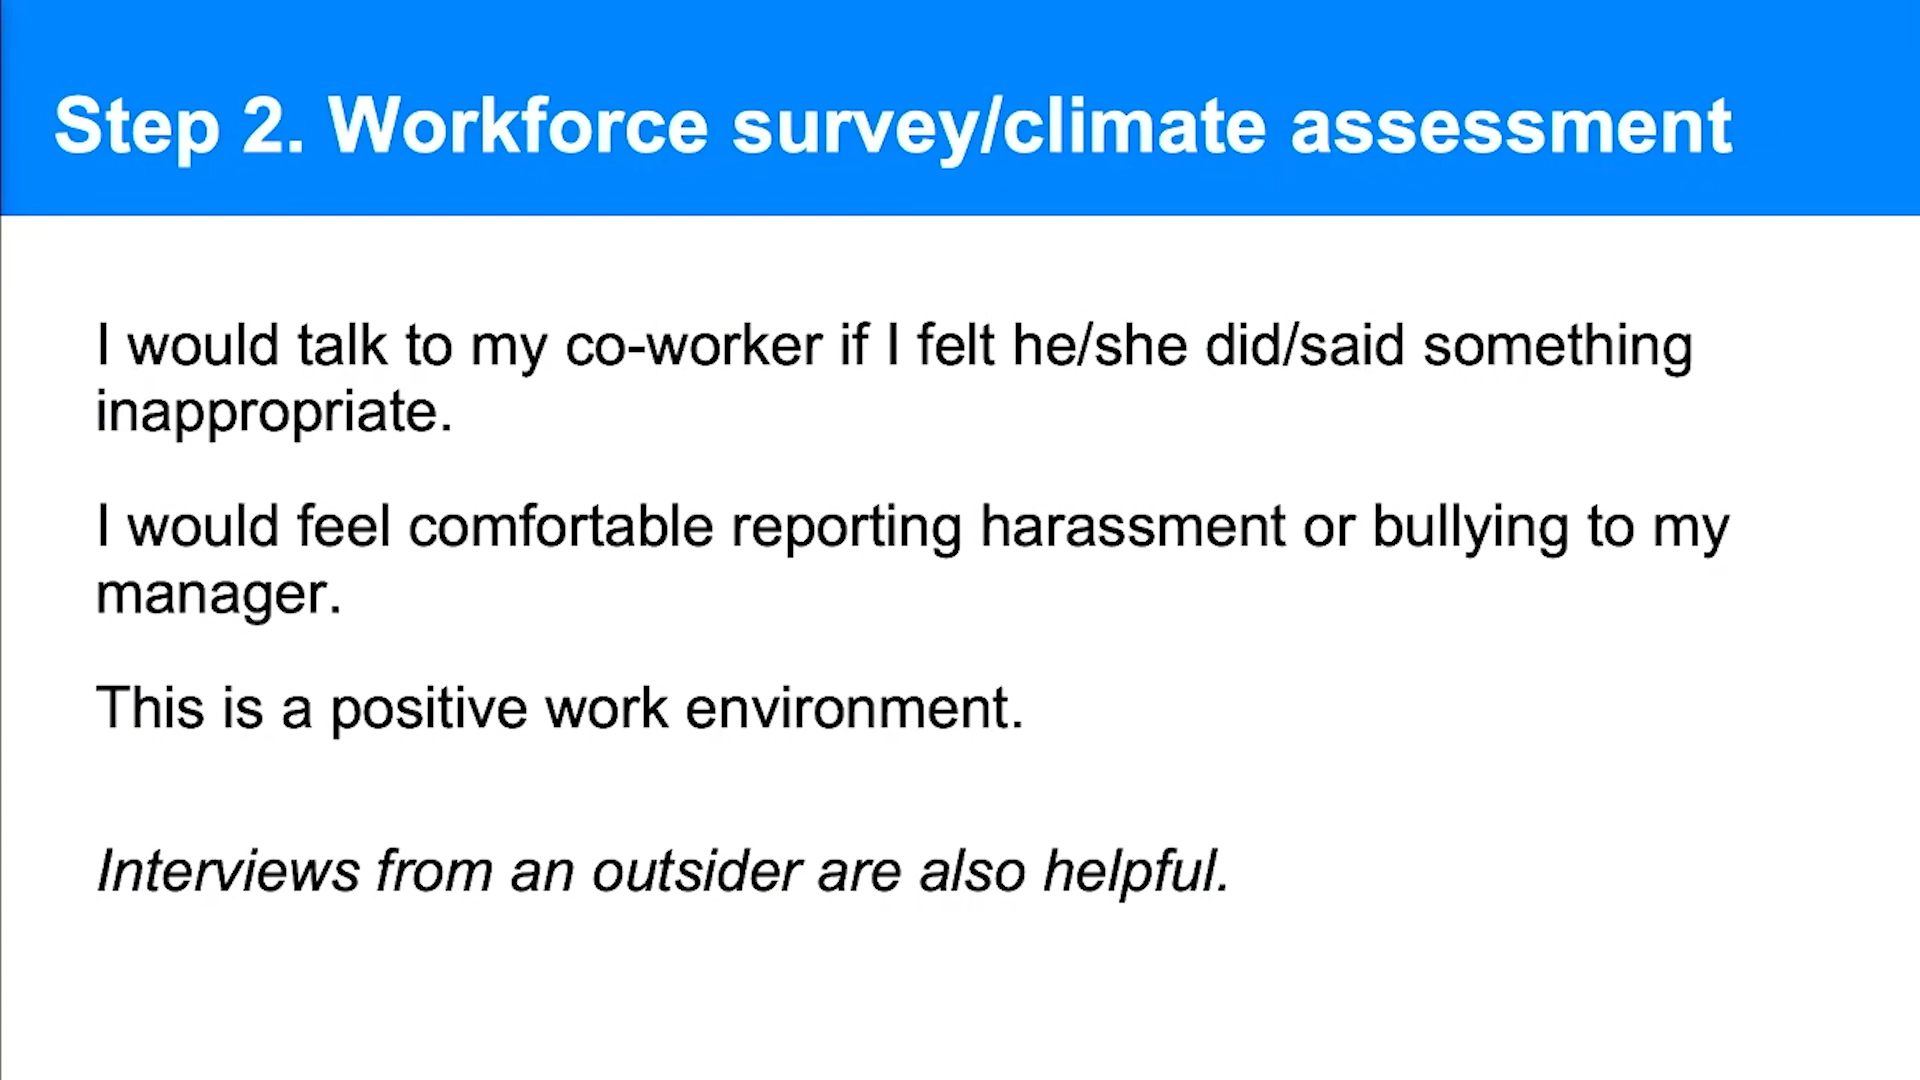 Step 2. Workforce survey/climate assessment
I would talk to my co-worker if I felt he/she did/said something
inappropriate.
I would feel comfortable reporting harassment or bullying to my
manager.
This is a positive work environment.
Interviews from an outsider are also helpful.